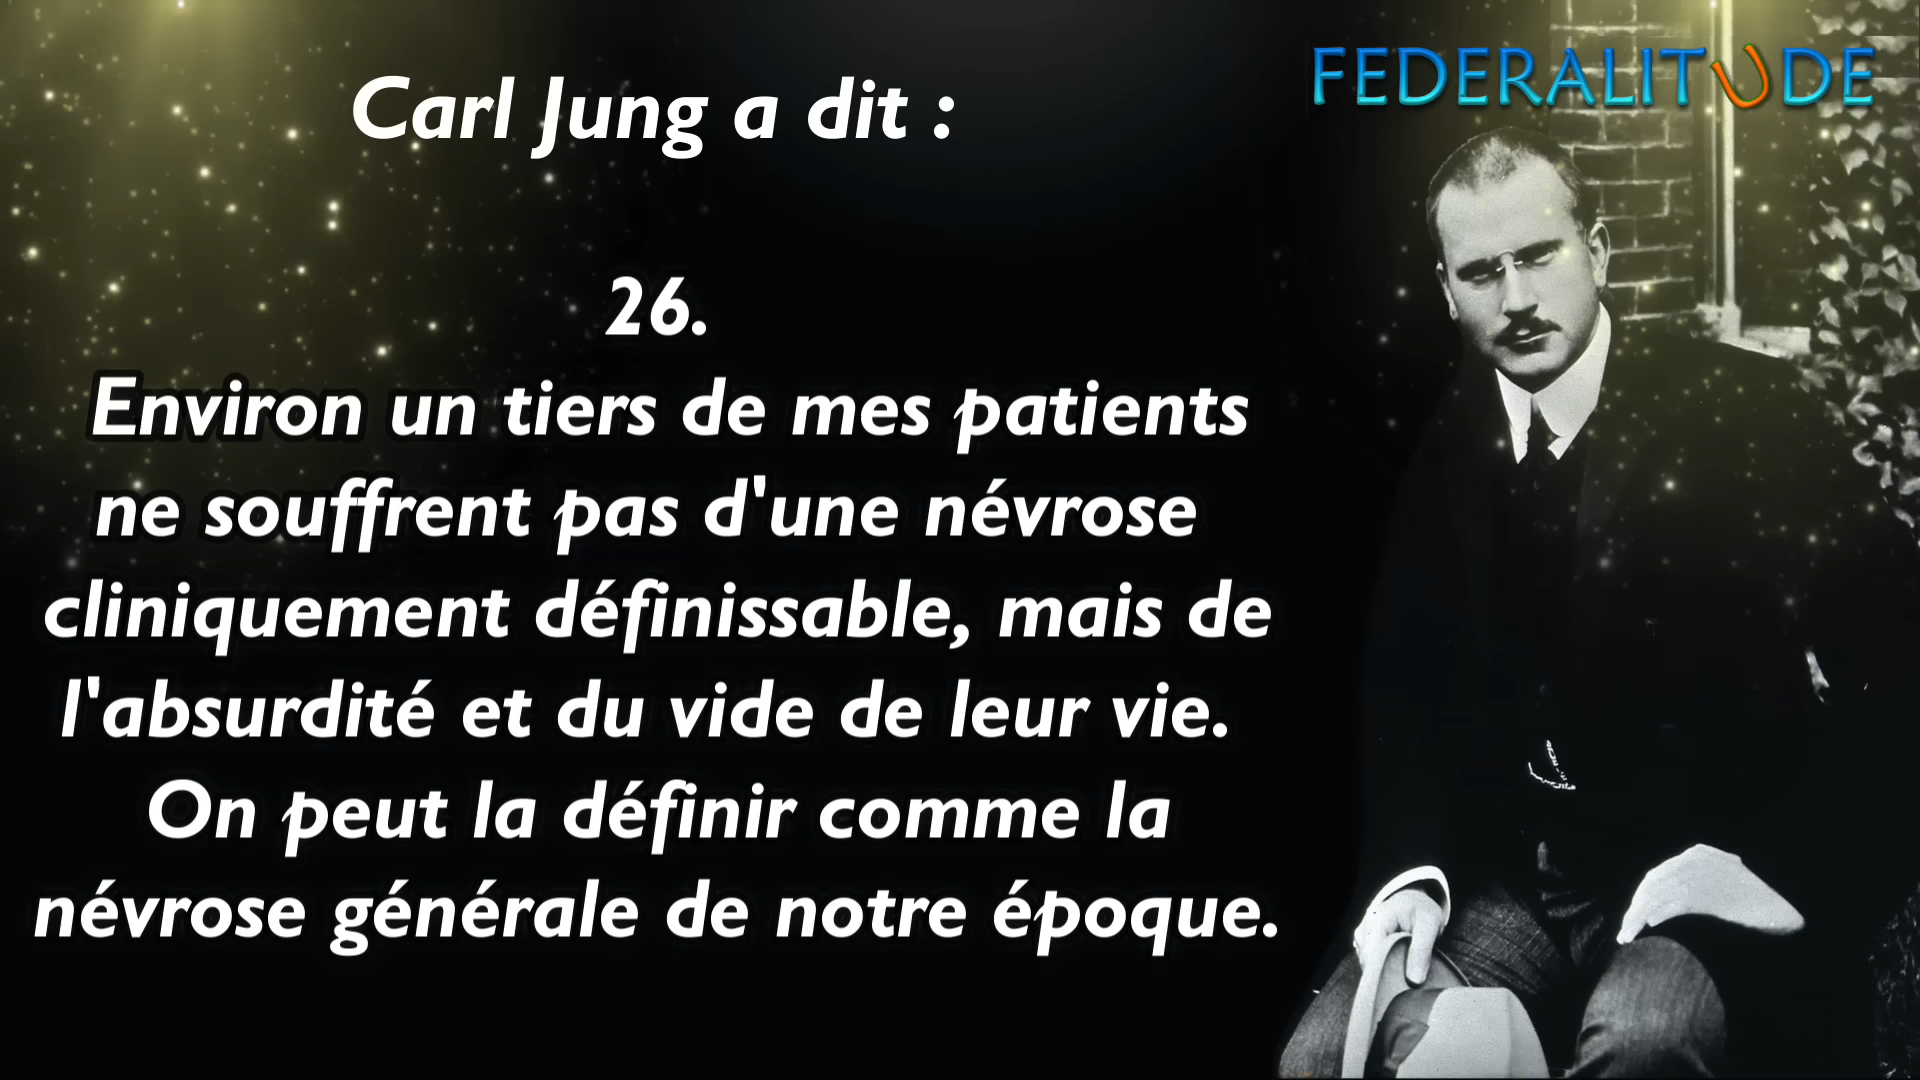 Carl Jung a dit :
FEDERALITUDE
26.
Environ un tiers de mes patients
ne souffrent pas d'une névrose
cliniquement définissable, mais de
l'absurdité et du vide de leur vie.
On peut la définir comme la
névrose générale de notre époque.